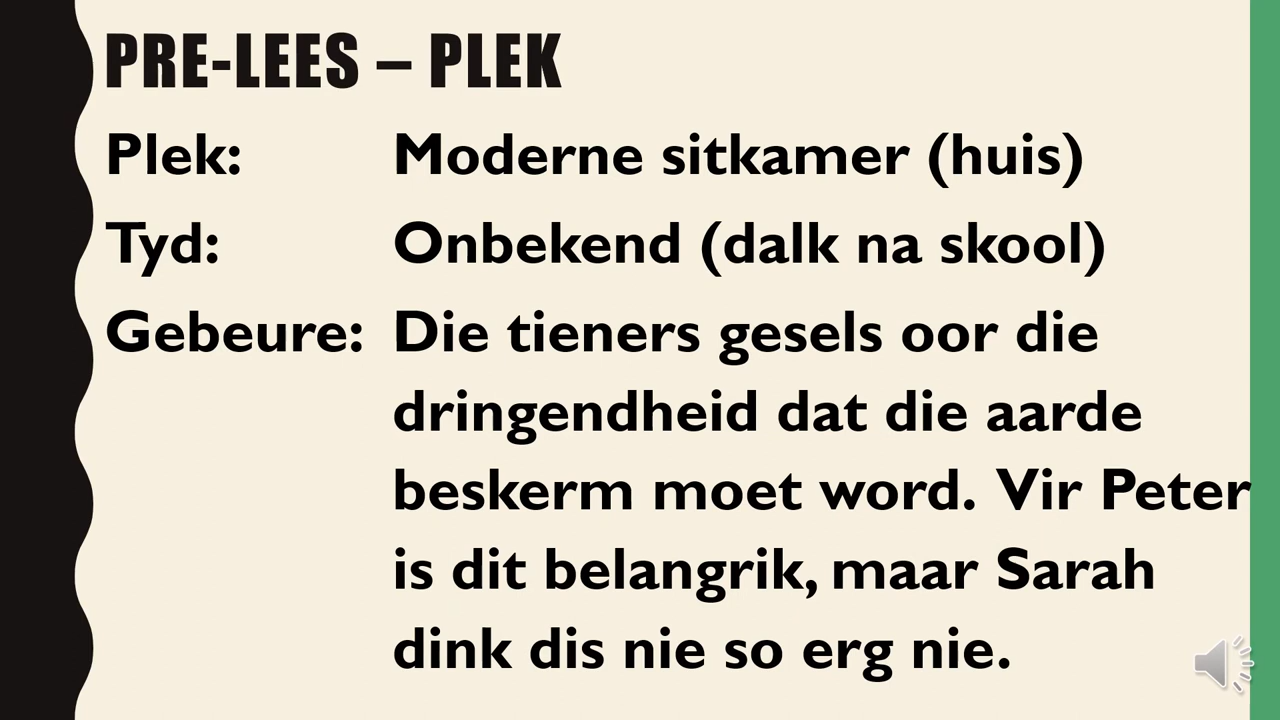 PRE-LEES – PLEK
Plek: Moderne sitkamer (huis)
Tyd: Onbekend (dalk na skool)
Gebeure: Die tieners gesels oor die
dringendheid dat die aarde
beskerm moet word. Vir Peter
is dit belangrik, maar Sarah
dink dis nie so erg nie.